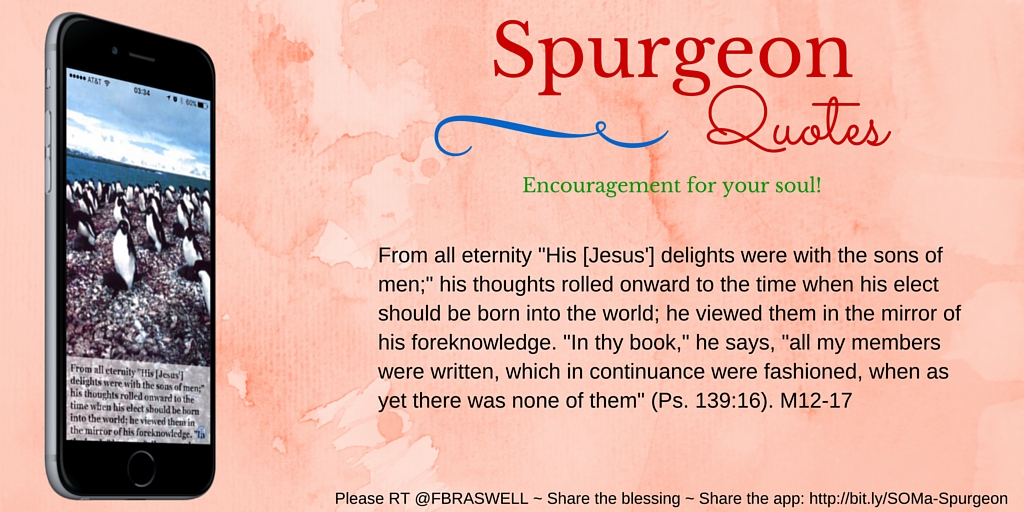 Spurgeon
Quotes
Encouragement for your soul!
From all eternity "His [Jesus'] delights were with the sons of
men;" his thoughts rolled onward to the time when his elect
should be born into the world; he viewed them in the mirror of
his foreknowledge. "In thy book," he says, "all my members
were written, which in continuance were fashioned, when as
yet there was none of them" (Ps. 139:16). M12-17
AT&T
03:34
60%
From all eternity "His [Jesus']
delights were with the sons of men;"
his thoughts rolled onward to the
time when his elect should be born
into the world; he viewed them in
the mirror of his foreknowledge. "In
Please RT @FBRASWELL ~ Share the blessing ~ Share the app: http://bit.ly/SOMa-Spurgeon